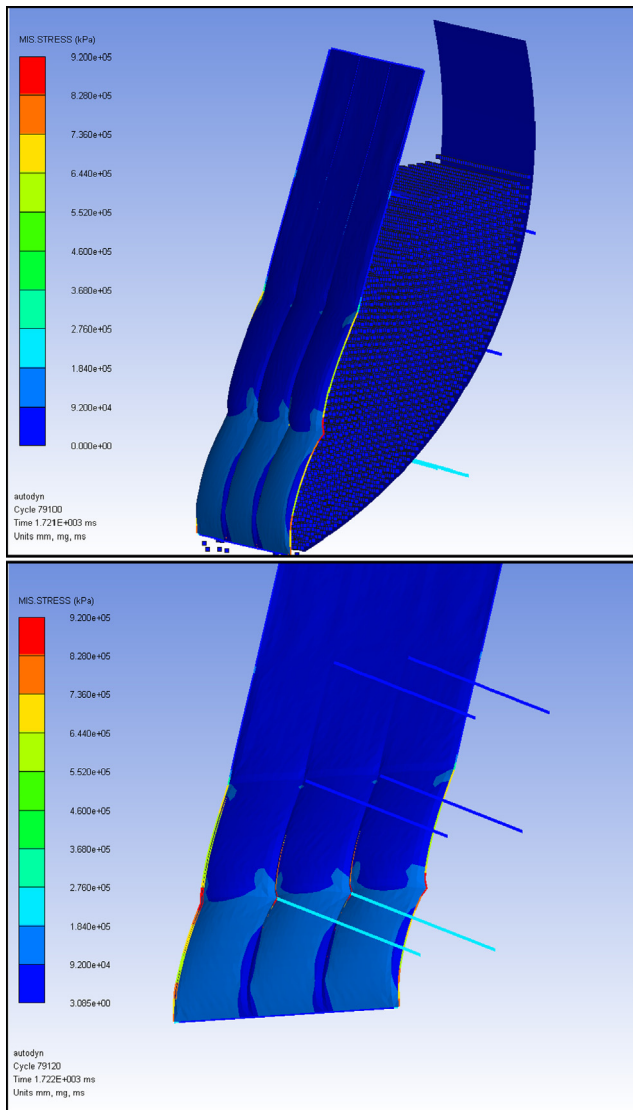 MIS.STRESS (kPa)
9.200e+05
8.280e+05
7.360e+05
6.440e+05
5.520e+05
4.600e+05
3.680e+05
2.760e+05
1.840e+05
9.200e+04
0.000e+00
autodyn
Cycle 79100
Time 1.721E+003 ms
Units mm, mg, ms
MIS.STRESS (kPa)
9.200e+05
8.280e+05
7.360e+05
6.440e+05
5.520e+05
4.600e+05
3.680e+05
2.760e+05
1.840e+05
9.200e+04
3.085e+00
autodyn
Cycle 79120
Time 1.722E+003 ms
Units mm, mg, ms